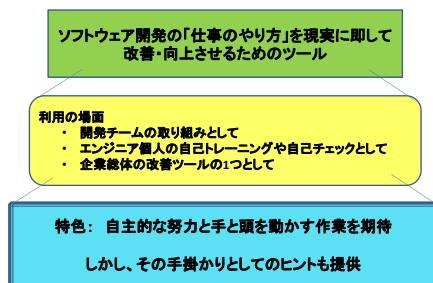 ソフトウェア開発の「仕事のやり方」を現実に即して
改善・向上させるためのツール
利用の場面
・ 開発チームの取り組みとして
・ エンジニア個人の自己トレーニングや自己チェックとして
・ 企業総体の改善ツールの1つとして
特色： 自主的な努力と手と頭を動かす作業を期待
しかし、その手掛かりとしてのヒントも提供